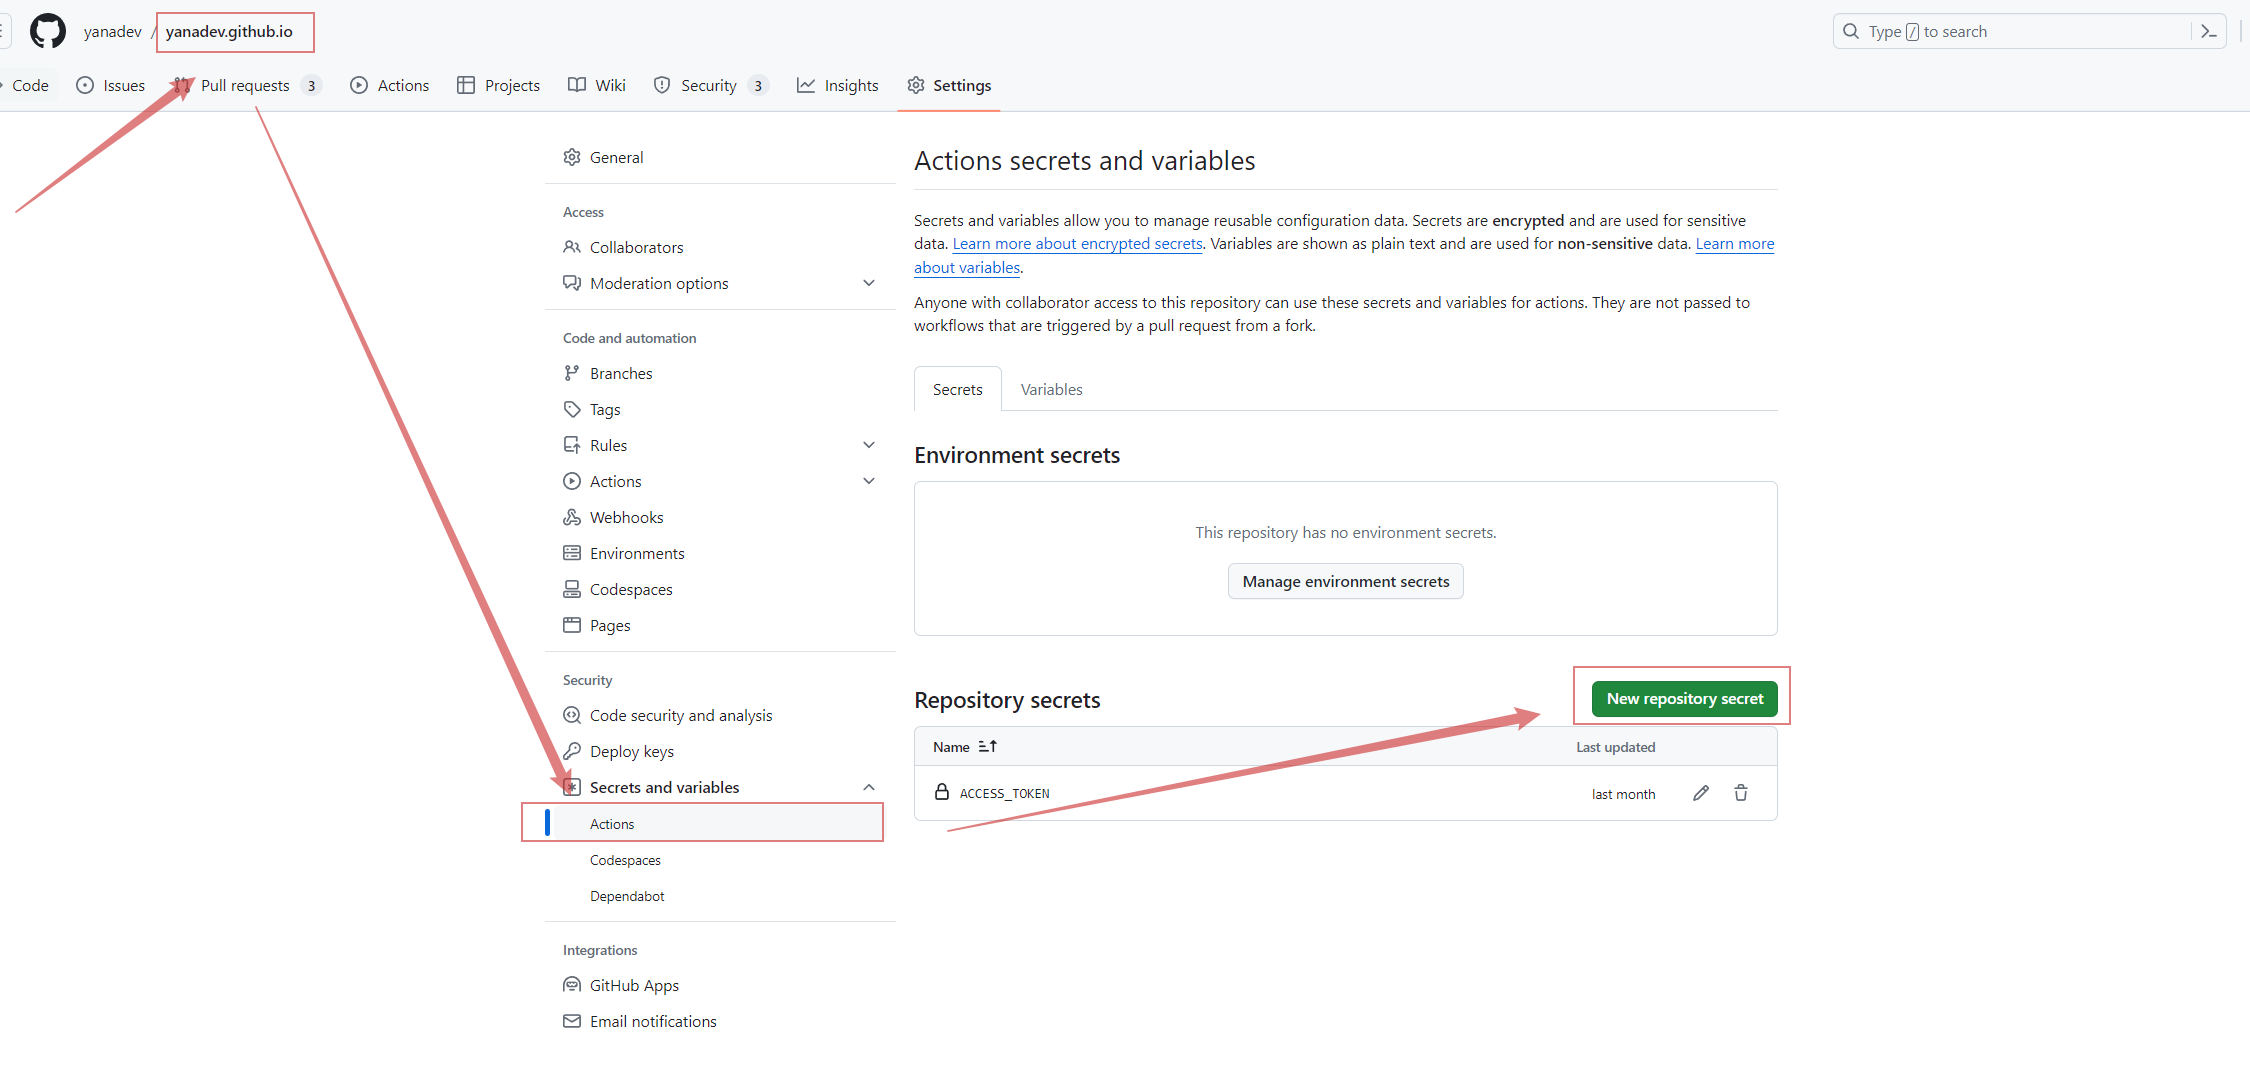 yanadev / yanadev.github.io
Type / to search
Code Issues Pull requests 3 Actions Projects Wiki Security 3 Insights Settings
General
Access
Collaborators
Moderation options
Code and automation
Branches
Tags
Rules
Actions
Webhooks
Environments
Codespaces
Pages
Security
Code security and analysis
Deploy keys
Secrets and variables
Actions
Codespaces
Dependabot
Integrations
GitHub Apps
Email notifications
Actions secrets and variables
Secrets and variables allow you to manage reusable configuration data. Secrets are encrypted and are used for sensitive
data. Learn more about encrypted secrets. Variables are shown as plain text and are used for non-sensitive data. Learn more
about variables.
Anyone with collaborator access to this repository can use these secrets and variables for actions. They are not passed to
workflows that are triggered by a pull request from a fork.
Secrets Variables
Environment secrets
This repository has no environment secrets.
Manage environment secrets
Repository secrets
New repository secret
Name Last updated
ACCESS_TOKEN last month